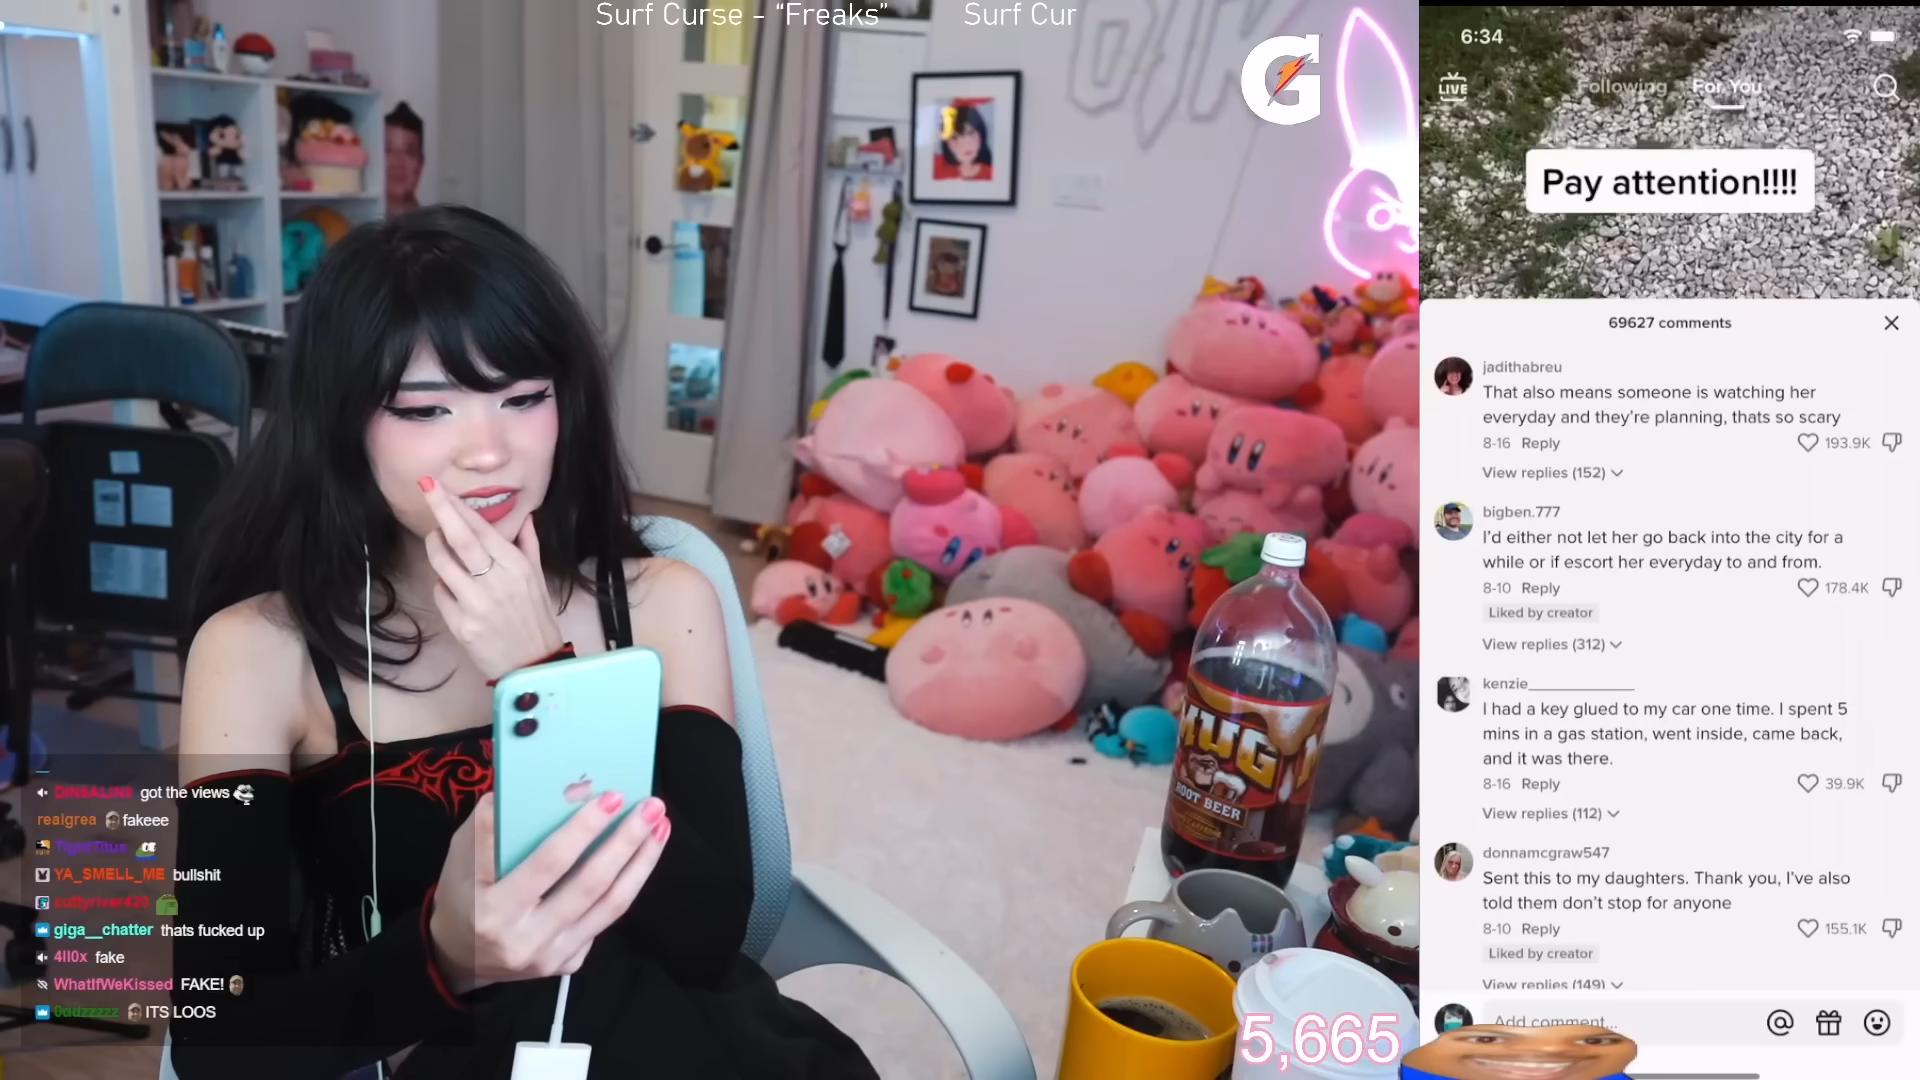 Surf Curse - “Freaks”
Surf Cur
G
6:34
LIVE
Following
For You
Pay attention!!!!
69627 comments
jadithabreu
That also means someone is watching her
everyday and they’re planning, thats so scary
8-16 Reply
193.9K
View replies (152)
bigben.777
I’d either not let her go back into the city for a
while or if escort her everyday to and from.
8-10 Reply
178.4K
Liked by creator
View replies (312)
kenzie____________
I had a key glued to my car one time. I spent 5
mins in a gas station, went inside, came back,
and it was there.
8-16 Reply
39.9K
View replies (112)
donnamcgraw547
Sent this to my daughters. Thank you, I’ve also
told them don’t stop for anyone
8-10 Reply
155.1K
Liked by creator
View replies (149)
Add comment...
MUG
ROOT BEER
got the views
realgrea fakeee
TightTitus
YA_SMELL_ME bullshit
cuttyriver420
giga__chatter thats fucked up
4ll0x fake
WhatIfWeKissed FAKE!
0adzzzzz ITS LOOS
5,665